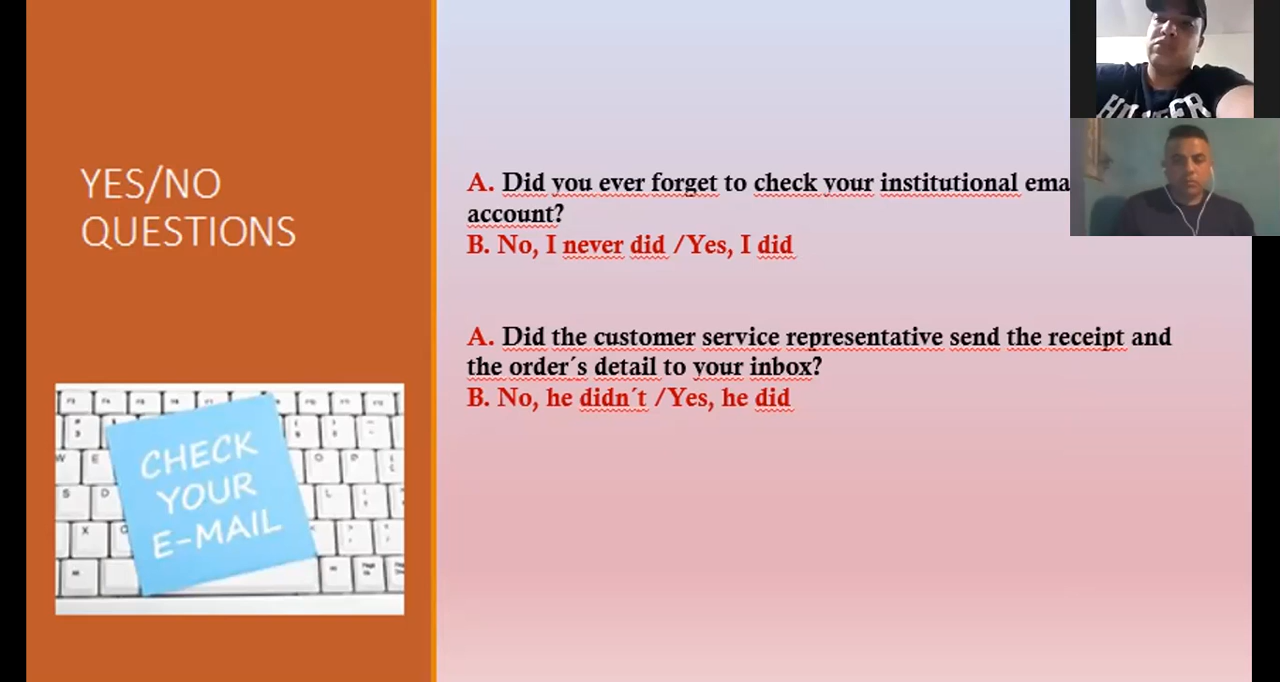 YES/NO
QUESTIONS
A. Did you ever forget to check your institutional
account?
B. No, I never did /Yes, I did
A. Did the customer service representative send the receipt and
the order´s detail to your inbox?
B. No, he didn´t /Yes, he did
CHECK
YOUR
E-MAIL